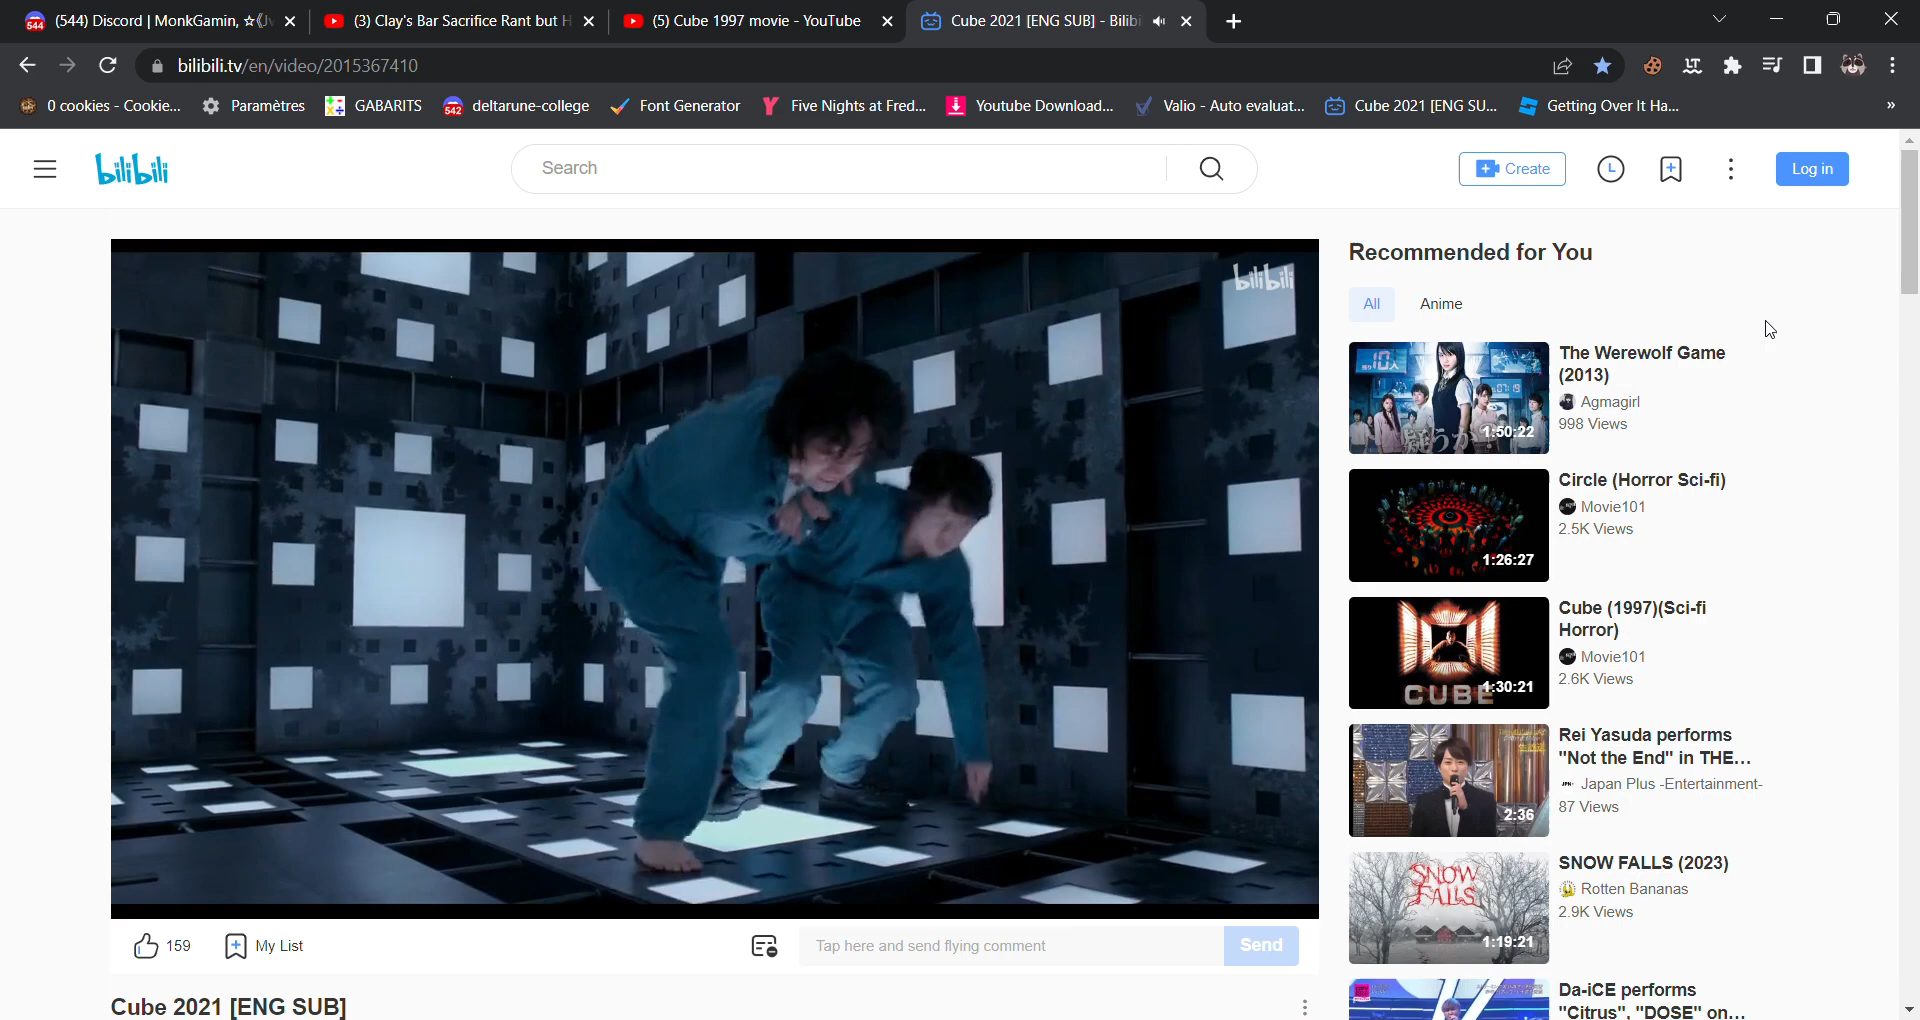 544
(544) Discord | MonkGamin, ☆
(3) Clay's Bar Sacrifice Rant but H
(5) Cube 1997 movie - YouTube
Cube 2021 [ENG SUB] - Bilib
bilibili.tv/en/video/2015367410
0 cookies - Cookie...
Paramètres
GABARITS
542
deltarune-college
Font Generator
Five Nights at Fred...
Youtube Download...
Valio - Auto evaluat...
Cube 2021 [ENG SU...
Getting Over It Ha...
»
bilibili
Search
Create
Log in
bilibili
Recommended for You
All
Anime
The Werewolf Game
(2013)
Agmagirl
998 Views
1:50:22
Circle (Horror Sci-fi)
Movie101
2.5K Views
1:26:27
Cube (1997)(Sci-fi
Horror)
Movie101
2.6K Views
CUBE
1:30:21
Rei Yasuda performs
"Not the End" in THE...
Japan Plus -Entertainment-
87 Views
2:36
SNOW FALLS (2023)
Rotten Bananas
2.9K Views
SNOW
FALLS
1:19:21
Da-iCE performs
"Citrus", "DOSE" on...
159
My List
Tap here and send flying comment
Send
Cube 2021 [ENG SUB]